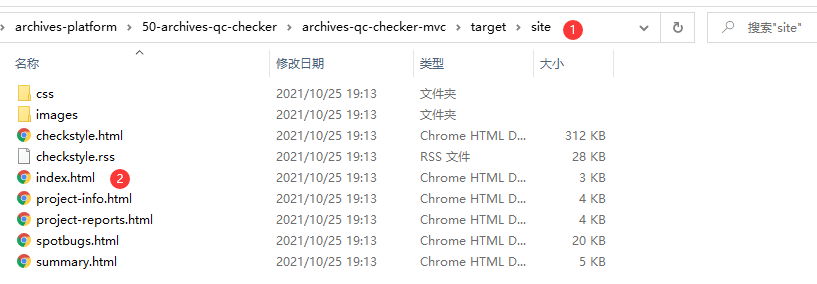 archives-platform > 50-archives-qc-checker > archives-qc-checker-mvc > target > site 1 搜索"site"
名称 修改日期 类型 大小
css 2021/10/25 19:13 文件夹
images 2021/10/25 19:13 文件夹
checkstyle.html 2021/10/25 19:13 Chrome HTML D... 312 KB
checkstyle.rss 2021/10/25 19:13 RSS 文件 28 KB
index.html 2 2021/10/25 19:13 Chrome HTML D... 3 KB
project-info.html 2021/10/25 19:13 Chrome HTML D... 4 KB
project-reports.html 2021/10/25 19:13 Chrome HTML D... 4 KB
spotbugs.html 2021/10/25 19:13 Chrome HTML D... 20 KB
summary.html 2021/10/25 19:13 Chrome HTML D... 5 KB